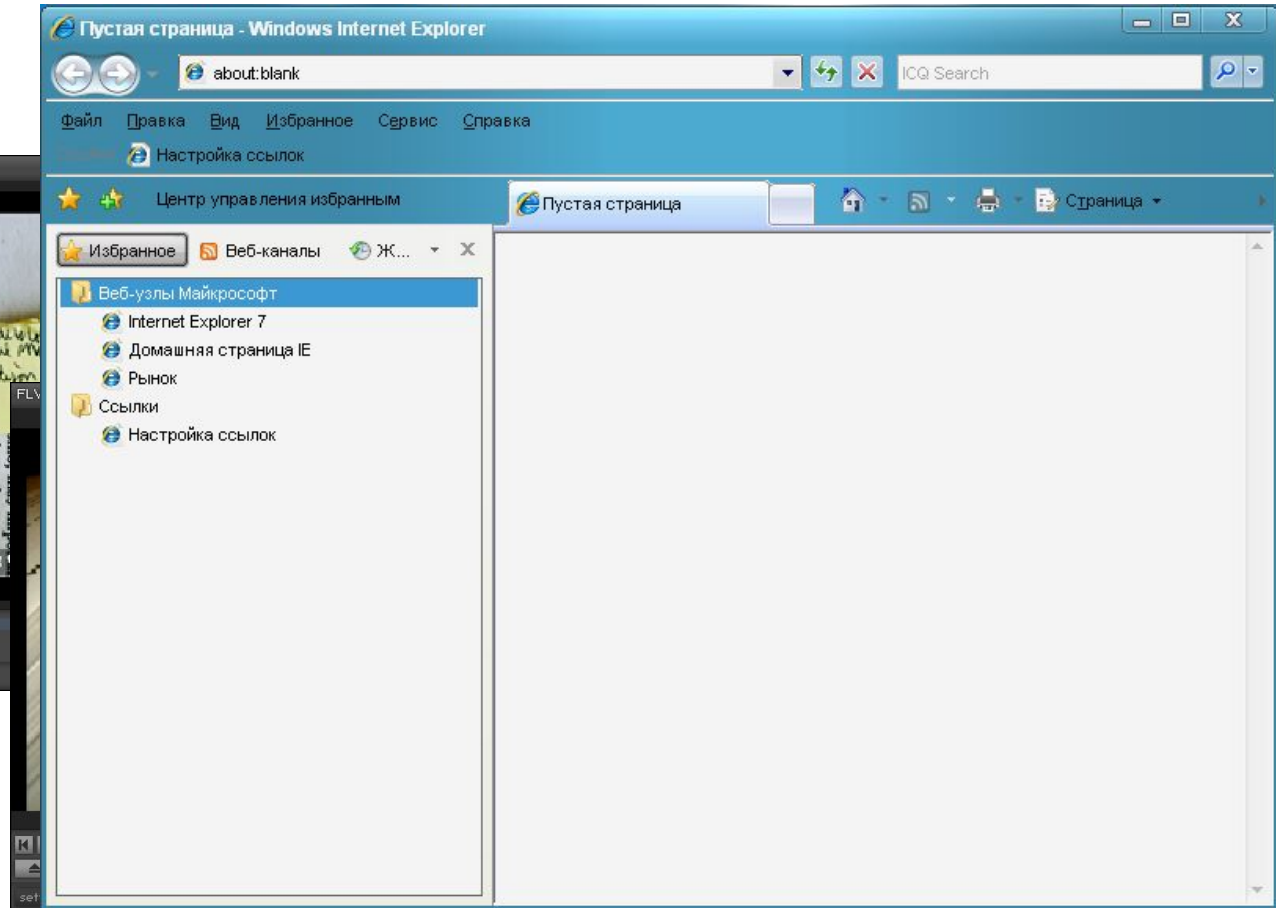 Пустая страница - Windows Internet Explorer
about:blank
ICQ Search
Файл Правка Вид Избранное Сервис Справка
Настройка ссылок
Центр управления избранным
Пустая страница
Страница
Избранное Веб-каналы Ж...
Веб-узлы Майкрософт
Internet Explorer 7
Домашняя страница IE
Рынок
Ссылки
Настройка ссылок
FLV
set